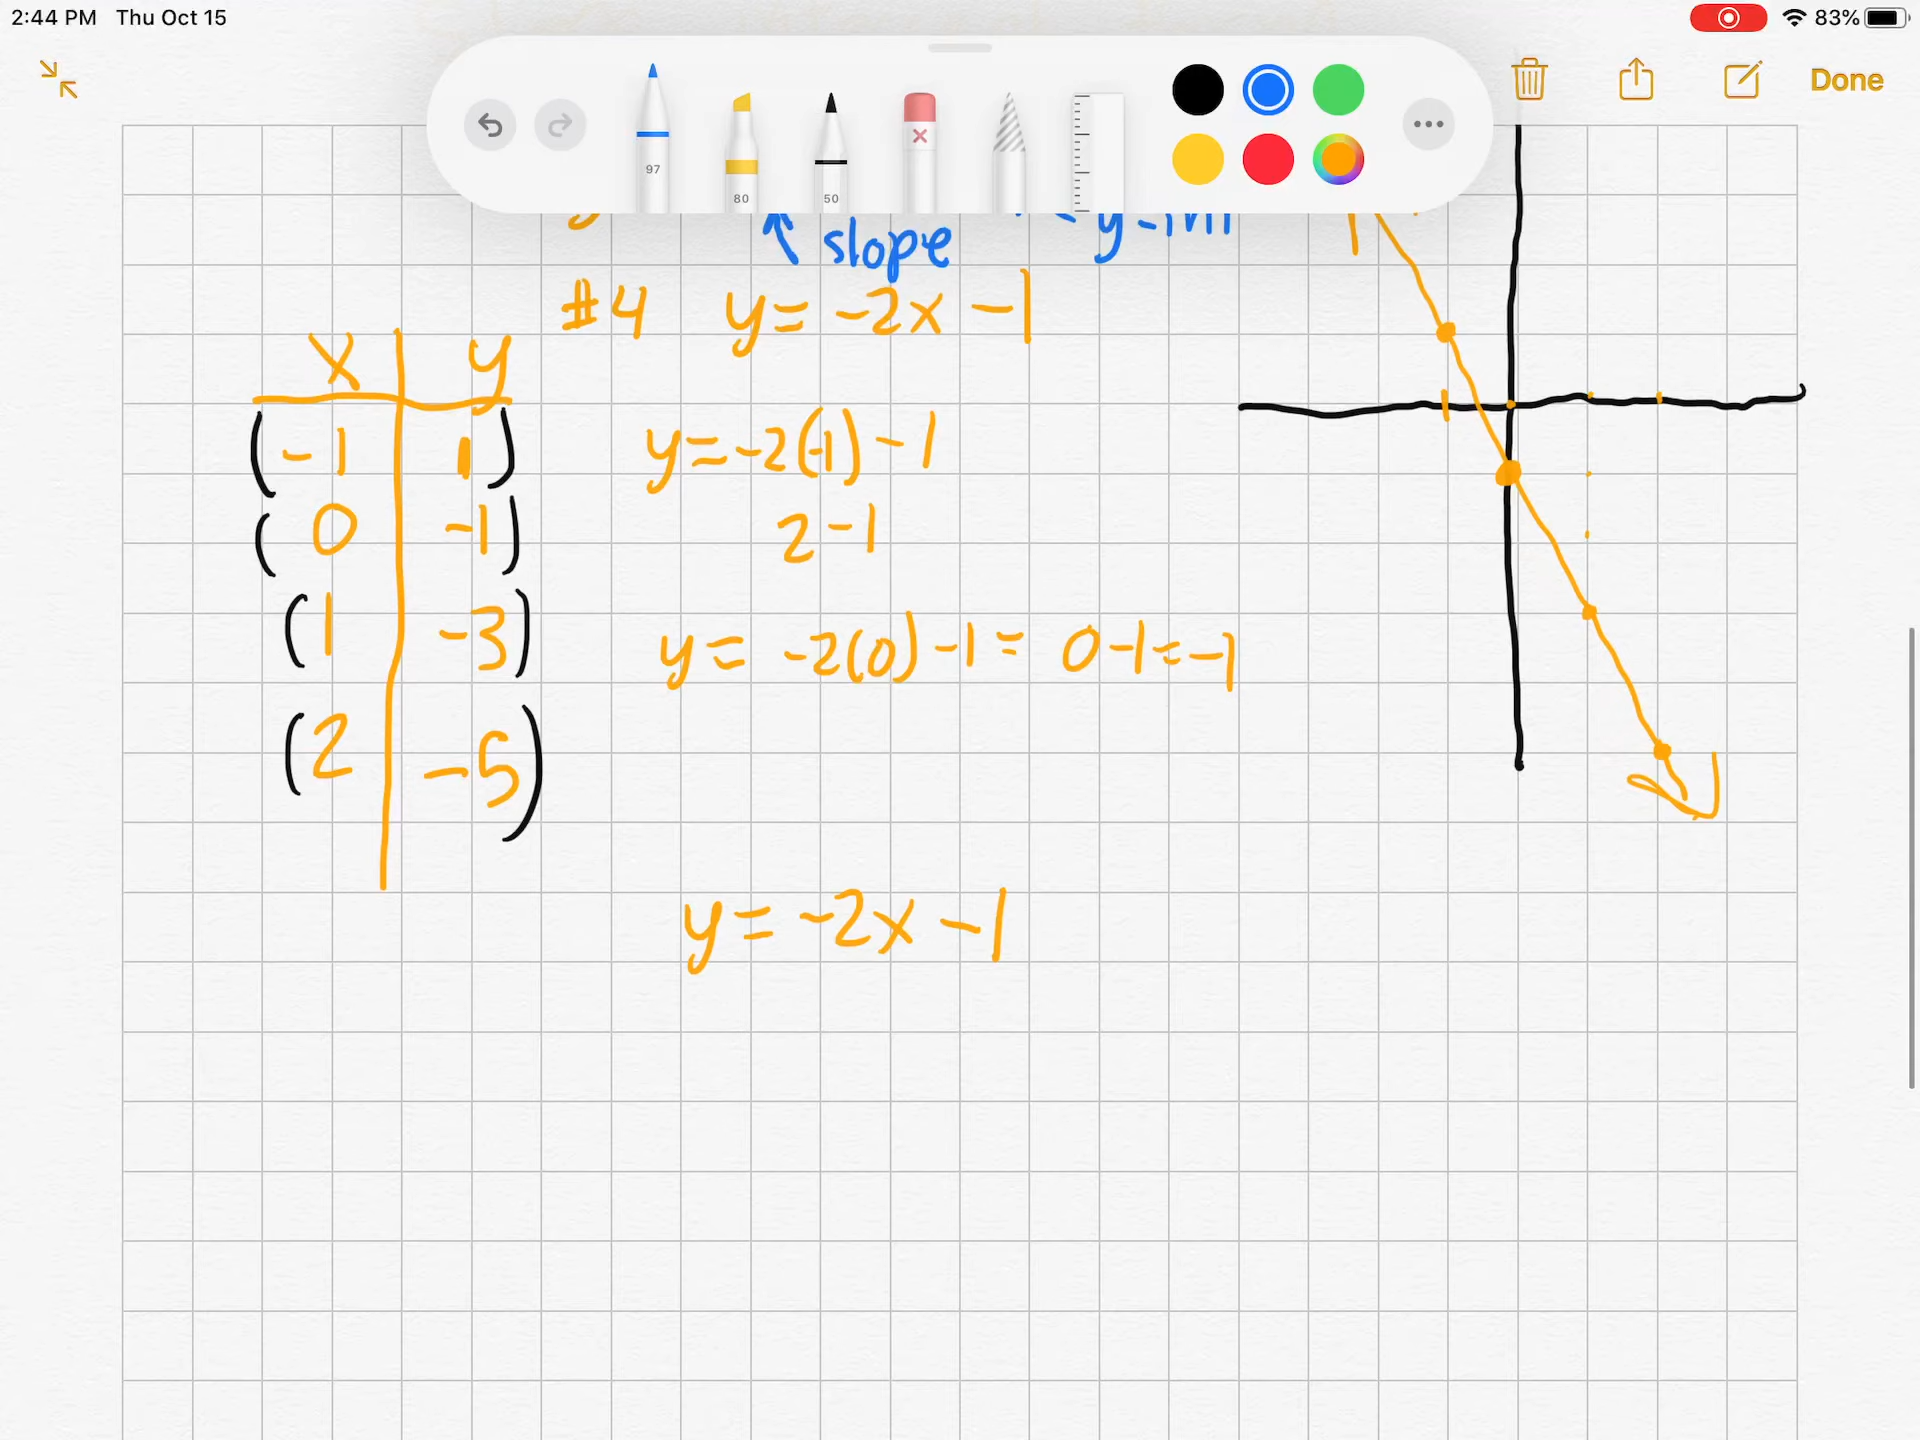 2:44 PM Thu Oct 15 83%
Done
97 80 50
slope
#4 y = -2x - 1
x y
(-1 1) y = -2(-1) - 1
(0 -1) 2 - 1
(1 -3) y = -2(0) - 1 = 0 - 1 = -1
(2 -5)
y = -2x - 1